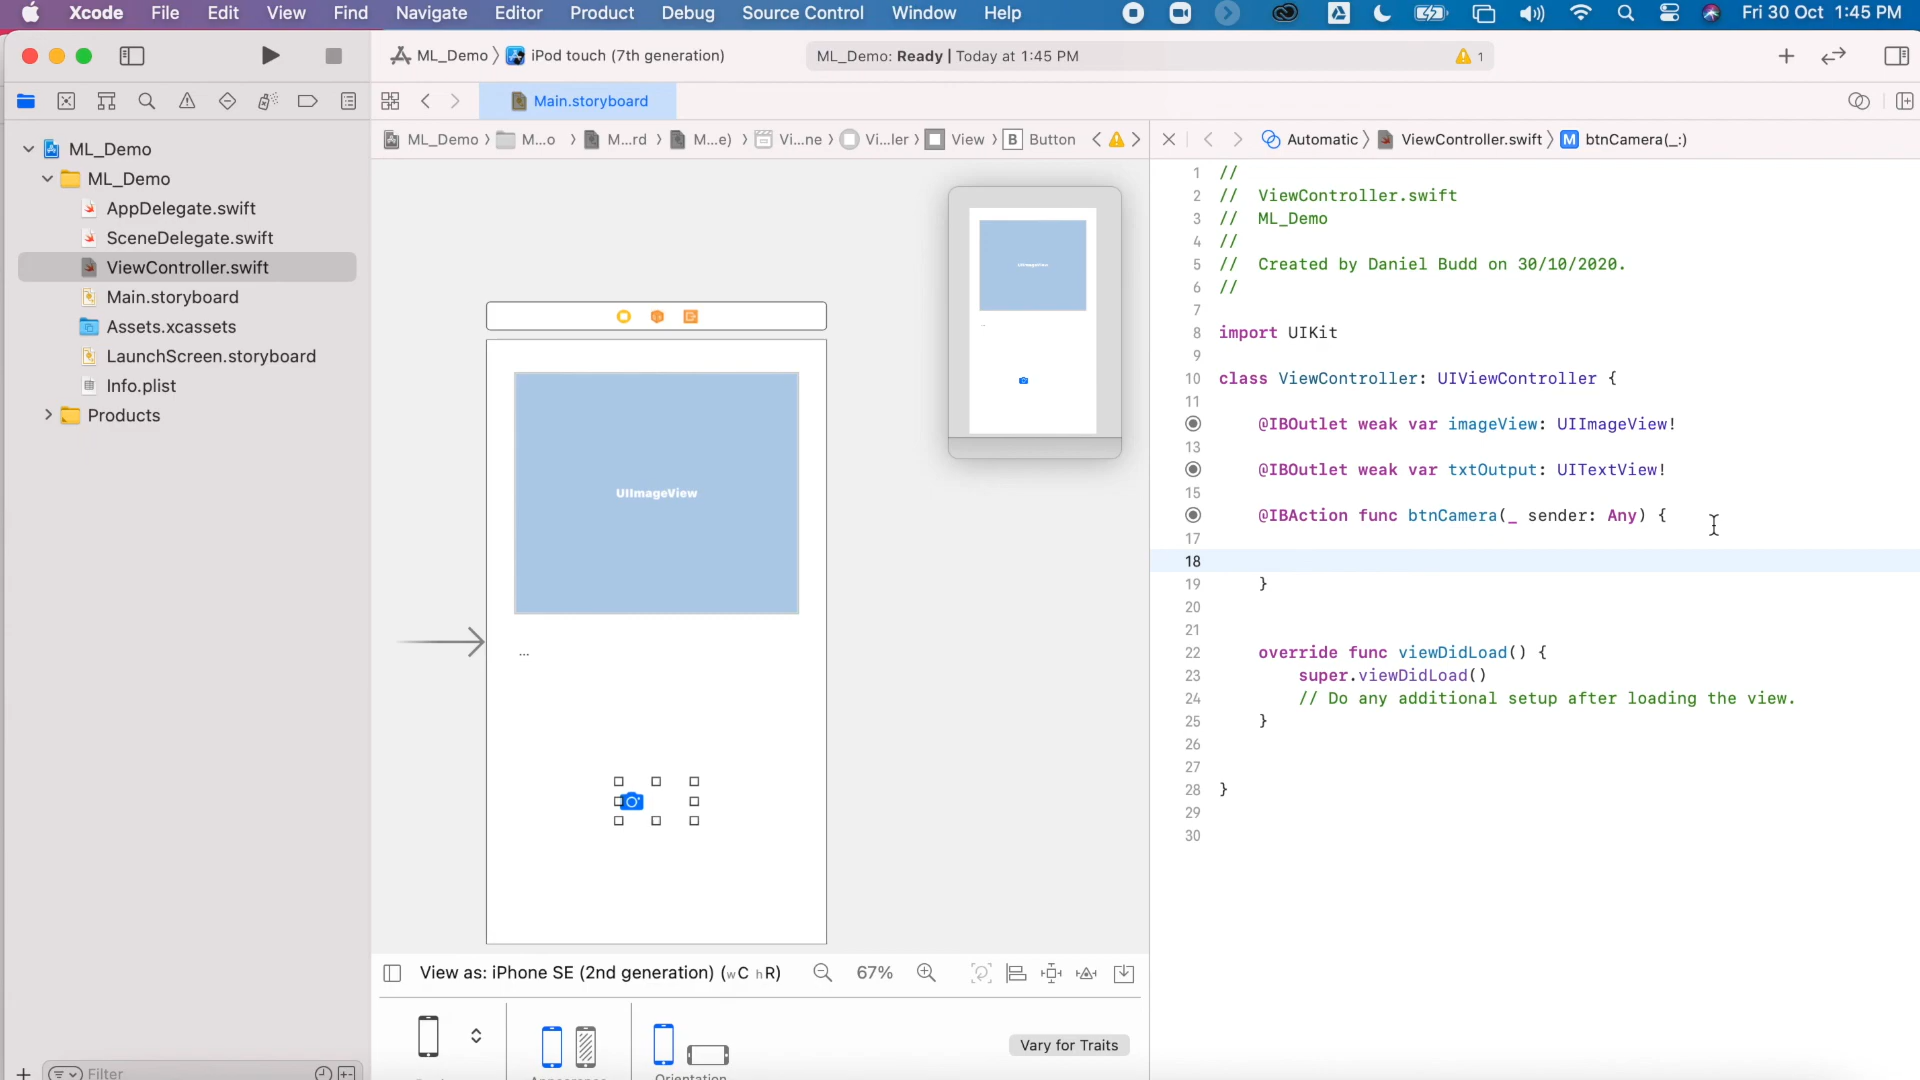 Xcode File Edit View Find Navigate Editor Product Debug Source Control Window Help Fri 30 Oct 1:45 PM
ML_Demo iPod touch (7th generation) ML_Demo: Ready | Today at 1:45 PM 1
Main.storyboard
ML_Demo M...o M...rd M...e) Vi...ne Vi...ler View B Button
Automatic ViewController.swift M btnCamera(_:)
ML_Demo
ML_Demo
AppDelegate.swift
SceneDelegate.swift
ViewController.swift
Main.storyboard
Assets.xcassets
LaunchScreen.storyboard
Info.plist
Products
Filter
UIImageView
...
UIImageView
...
View as: iPhone SE (2nd generation) (wC hR) 67%
Vary for Traits
Orientation
1 //
2 // ViewController.swift
3 // ML_Demo
4 //
5 // Created by Daniel Budd on 30/10/2020.
6 //
7
8 import UIKit
9
10 class ViewController: UIViewController {
11
@IBOutlet weak var imageView: UIImageView!
13
@IBOutlet weak var txtOutput: UITextView!
15
@IBAction func btnCamera(_ sender: Any) {
17
18
19 }
20
21
22 override func viewDidLoad() {
23 super.viewDidLoad()
24 // Do any additional setup after loading the view.
25 }
26
27
28 }
29
30